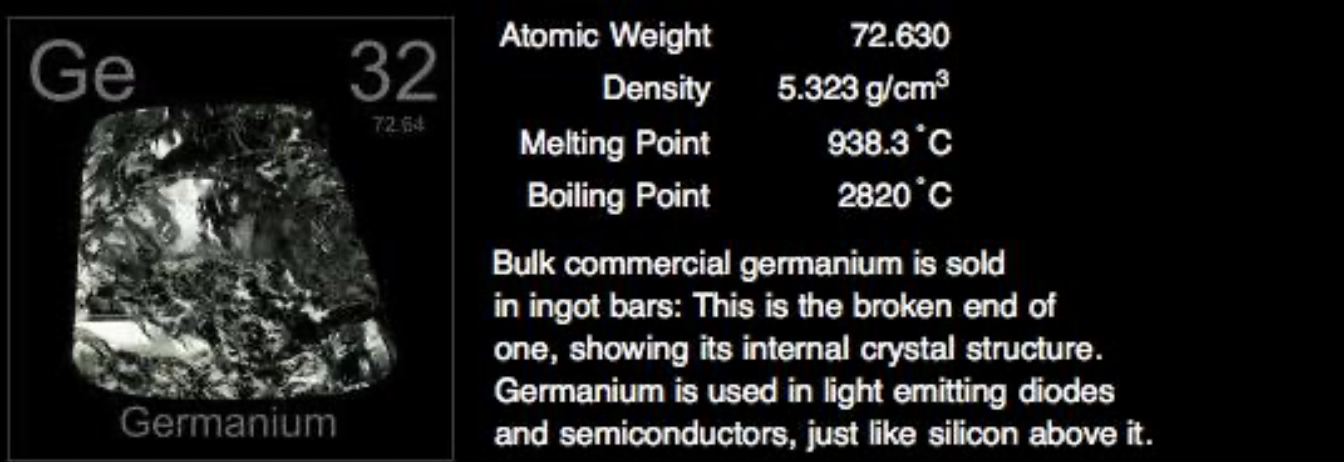 Ge 32
72.64
Germanium
Atomic Weight 72.630
Density 5.323 g/cm³
Melting Point 938.3 °C
Boiling Point 2820 °C
Bulk commercial germanium is sold
in ingot bars: This is the broken end of
one, showing its internal crystal structure.
Germanium is used in light emitting diodes
and semiconductors, just like silicon above it.